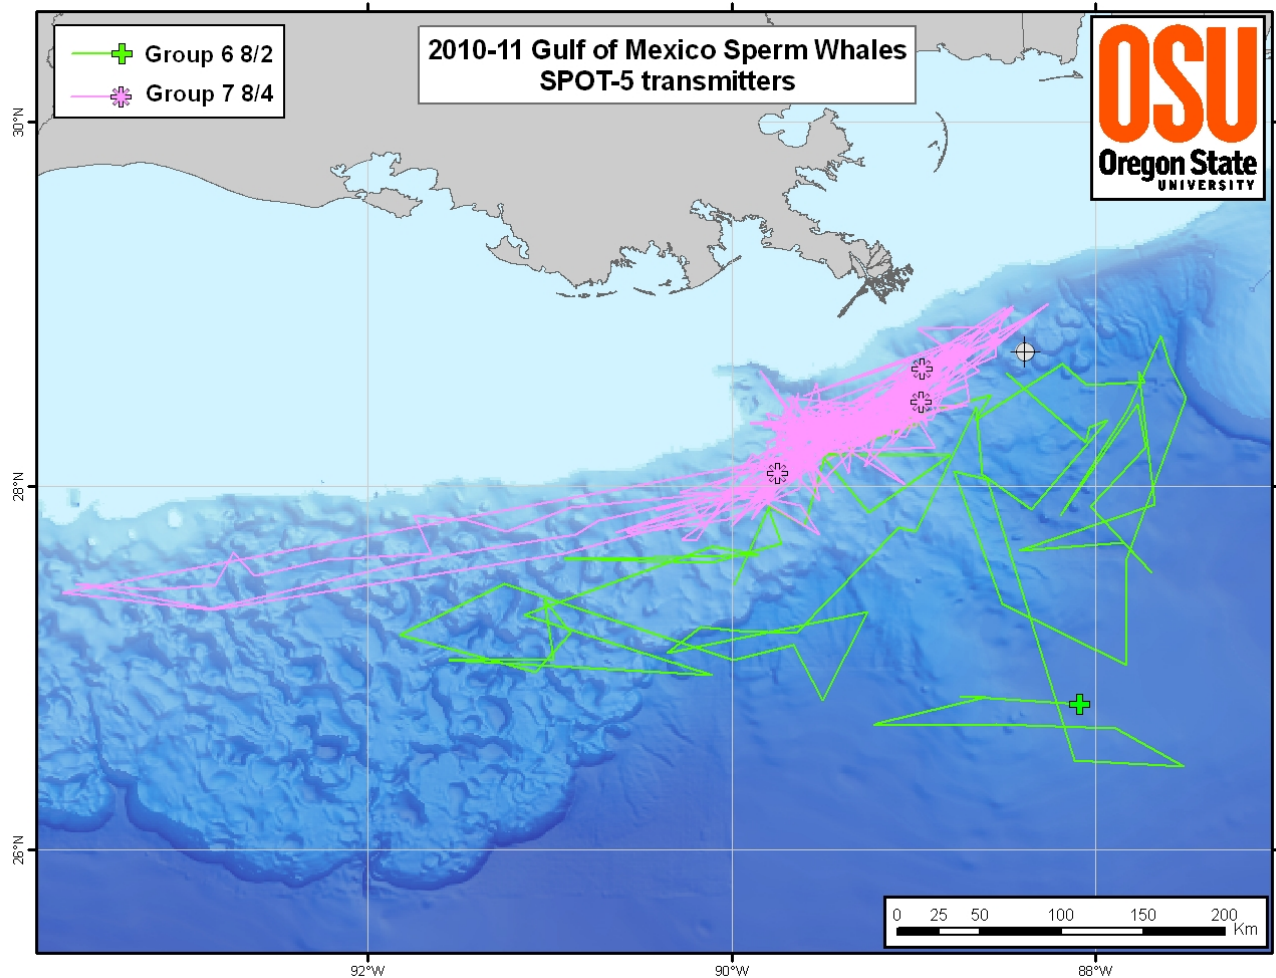 Group 6 8/2
Group 7 8/4
2010-11 Gulf of Mexico Sperm Whales
SPOT-5 transmitters
OSU
Oregon State
UNIVERSITY
30°N
28°N
26°N
0 25 50 100 150 200
Km
92°W 90°W 88°W